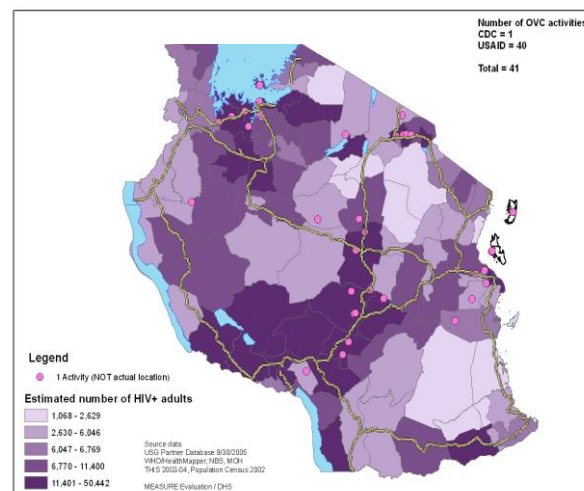 Number of OVC activities
CDC = 1
USAID = 40
Total = 41
Legend
1 Activity (NOT actual location)
Estimated number of HIV+ adults
1,068 - 2,629
2,630 - 6,046
6,047 - 6,769
6,770 - 11,400
11,401 - 50,442
Source data
USG Partner Database 9/30/2005
WHO/HealthMapper, NBS, MOH
THIS 2003-04, Population Census 2002
MEASURE Evaluation / DHS